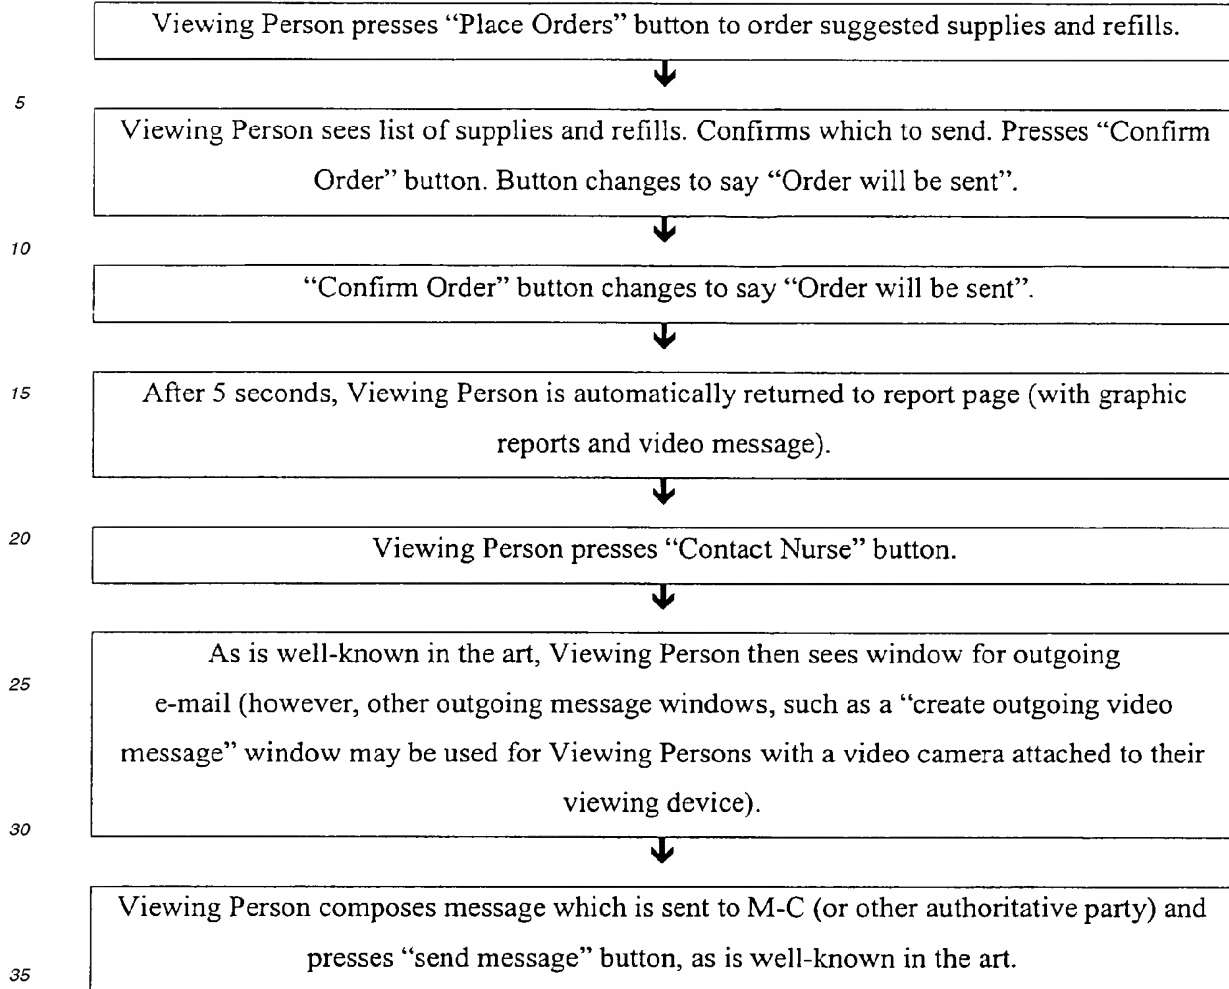 Viewing Person presses “Place Orders” button to order suggested supplies and refills.
5
Viewing Person sees list of supplies and refills. Confirms which to send. Presses “Confirm
Order” button. Button changes to say “Order will be sent”.
10
“Confirm Order” button changes to say “Order will be sent”.
15
After 5 seconds, Viewing Person is automatically returned to report page (with graphic
reports and video message).
20
Viewing Person presses “Contact Nurse” button.
As is well-known in the art, Viewing Person then sees window for outgoing
25
e-mail (however, other outgoing message windows, such as a “create outgoing video
message” window may be used for Viewing Persons with a video camera attached to their
viewing device).
30
Viewing Person composes message which is sent to M-C (or other authoritative party) and
presses “send message” button, as is well-known in the art.
35